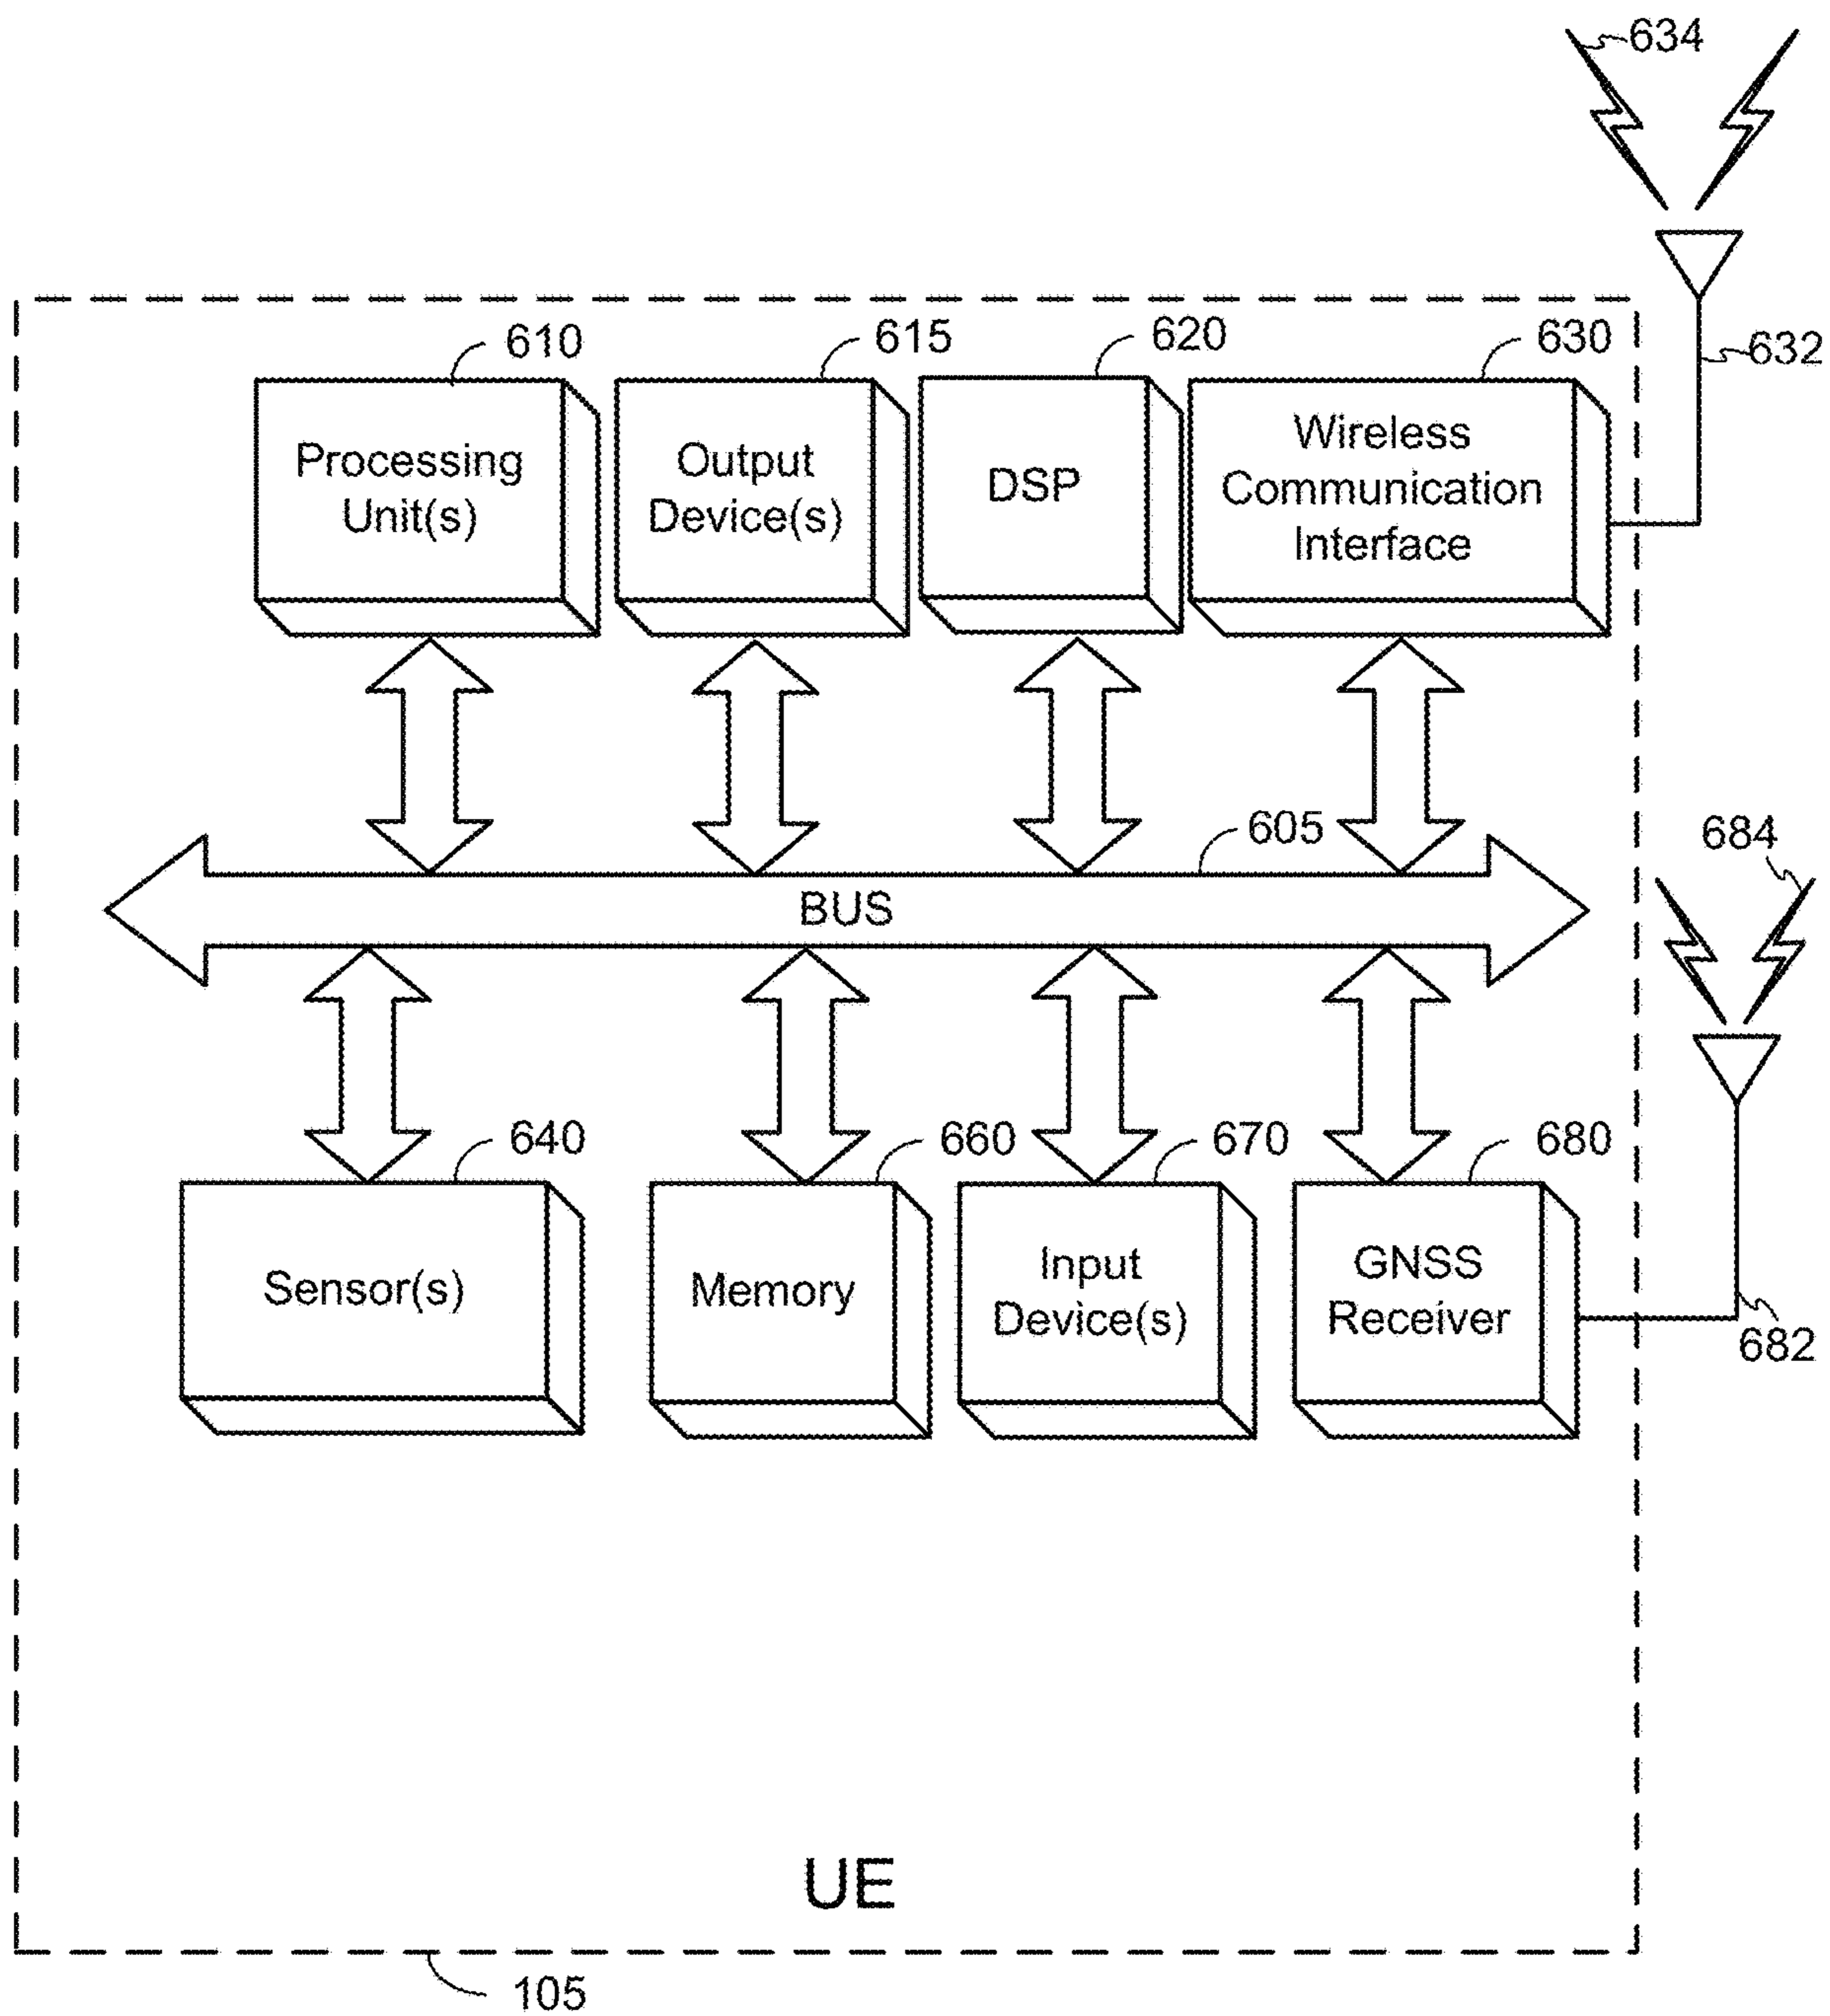 634
632
610
615
620
630
Processing
Unit(s)
Output
Device(s)
DSP
Wireless
Communication
Interface
605
BUS
684
640
660
670
680
Sensor(s)
Memory
Input
Device(s)
GNSS
Receiver
682
UE
105